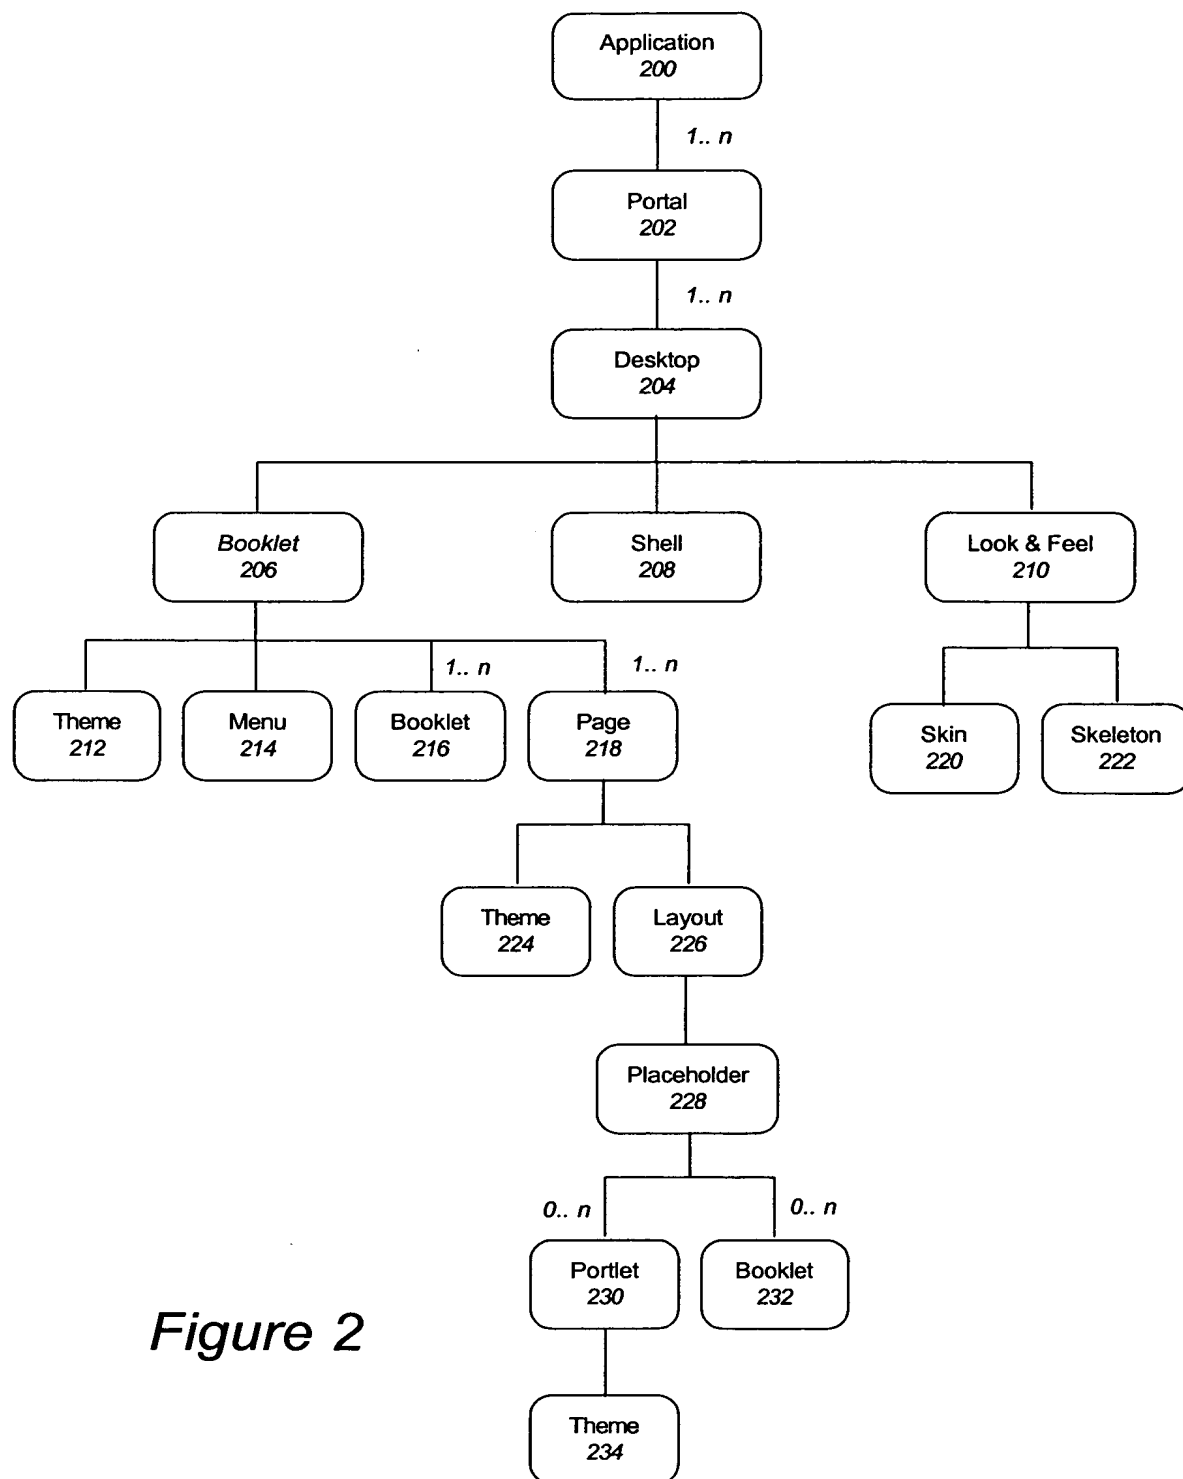 Application
200
1.. n
Portal
202
1.. n
Desktop
204
Booklet
206
Shell
208
Look & Feel
210
1.. n
1.. n
Theme
212
Menu
214
Booklet
216
Page
218
Skin
220
Skeleton
222
Theme
224
Layout
226
Placeholder
228
0.. n
0.. n
Portlet
230
Booklet
232
Figure 2
Theme
234